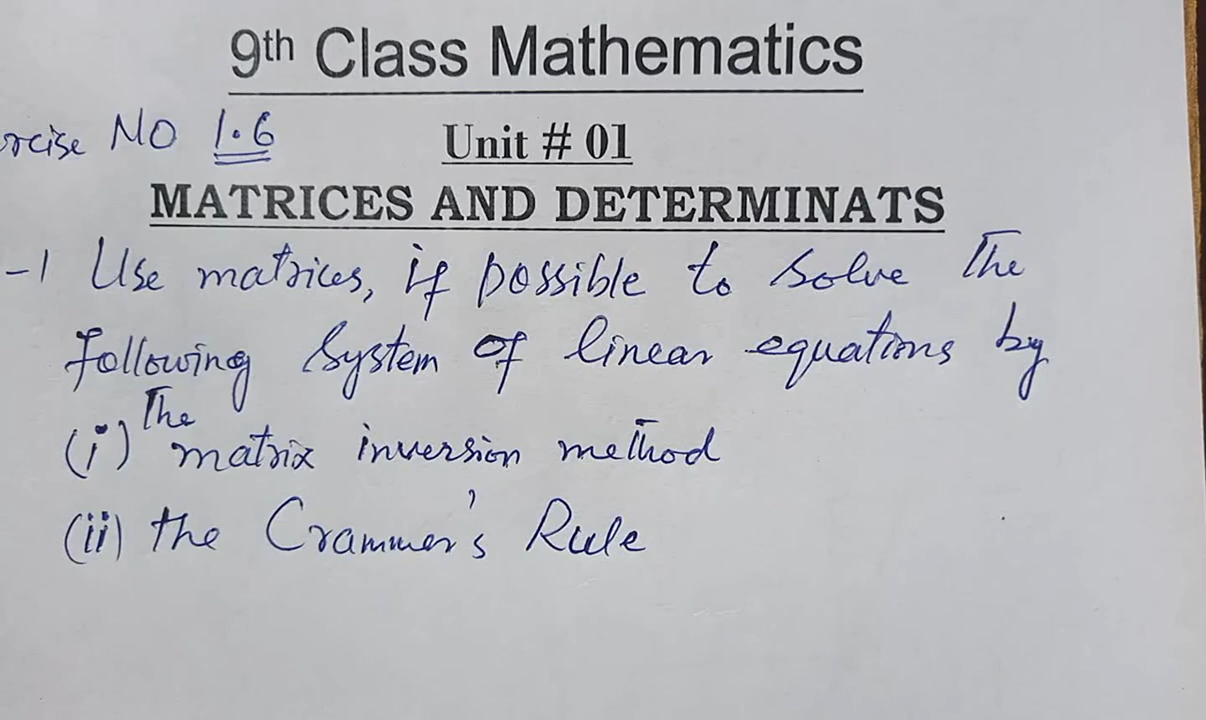 9th Class Mathematics
rcise NO 1.6
Unit # 01
MATRICES AND DETERMINATS
-1 Use matrices, if possible to solve The
following system of linear equations by
(i) The matrix inversion method
(ii) the Crammer's Rule